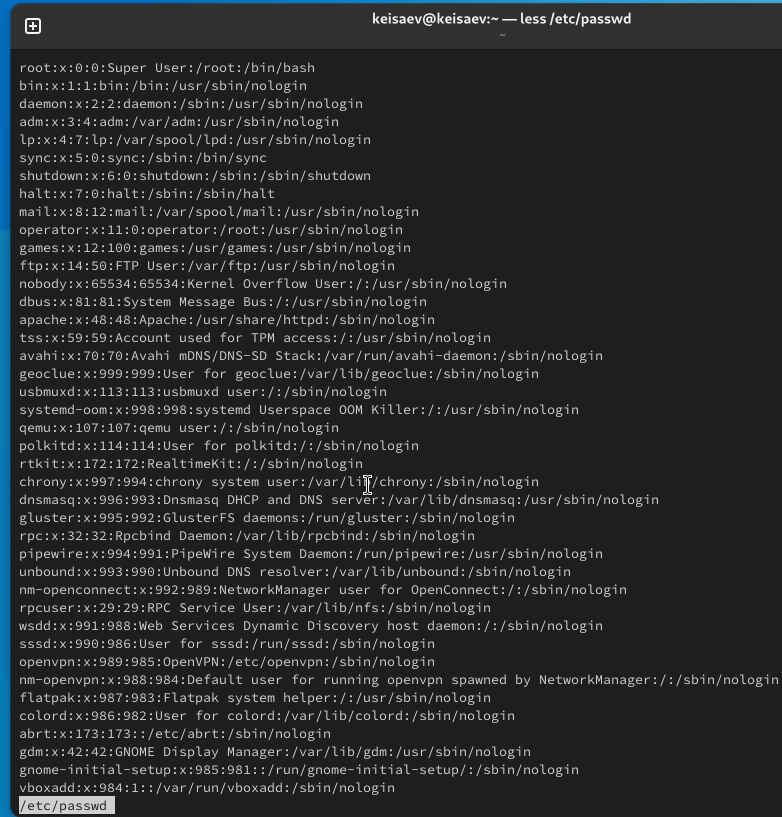 keisaev@keisaev:~ — less /etc/passwd
~
root:x:0:0:Super User:/root:/bin/bash
bin:x:1:1:bin:/bin:/usr/sbin/nologin
daemon:x:2:2:daemon:/sbin:/usr/sbin/nologin
adm:x:3:4:adm:/var/adm:/usr/sbin/nologin
lp:x:4:7:lp:/var/spool/lpd:/usr/sbin/nologin
sync:x:5:0:sync:/sbin:/bin/sync
shutdown:x:6:0:shutdown:/sbin:/sbin/shutdown
halt:x:7:0:halt:/sbin:/sbin/halt
mail:x:8:12:mail:/var/spool/mail:/usr/sbin/nologin
operator:x:11:0:operator:/root:/usr/sbin/nologin
games:x:12:100:games:/usr/games:/usr/sbin/nologin
ftp:x:14:50:FTP User:/var/ftp:/usr/sbin/nologin
nobody:x:65534:65534:Kernel Overflow User:/:/usr/sbin/nologin
dbus:x:81:81:System Message Bus:/:/usr/sbin/nologin
apache:x:48:48:Apache:/usr/share/httpd:/sbin/nologin
tss:x:59:59:Account used for TPM access:/:/usr/sbin/nologin
avahi:x:70:70:Avahi mDNS/DNS-SD Stack:/var/run/avahi-daemon:/sbin/nologin
geoclue:x:999:999:User for geoclue:/var/lib/geoclue:/sbin/nologin
usbmuxd:x:113:113:usbmuxd user:/:/sbin/nologin
systemd-oom:x:998:998:systemd Userspace OOM Killer:/:/usr/sbin/nologin
qemu:x:107:107:qemu user:/:/sbin/nologin
polkitd:x:114:114:User for polkitd:/:/sbin/nologin
rtkit:x:172:172:RealtimeKit:/:/sbin/nologin
chrony:x:997:994:chrony system user:/var/lib/chrony:/sbin/nologin
dnsmasq:x:996:993:Dnsmasq DHCP and DNS server:/var/lib/dnsmasq:/usr/sbin/nologin
gluster:x:995:992:GlusterFS daemons:/run/gluster:/sbin/nologin
rpc:x:32:32:Rpcbind Daemon:/var/lib/rpcbind:/sbin/nologin
pipewire:x:994:991:PipeWire System Daemon:/run/pipewire:/usr/sbin/nologin
unbound:x:993:990:Unbound DNS resolver:/var/lib/unbound:/sbin/nologin
nm-openconnect:x:992:989:NetworkManager user for OpenConnect:/:/sbin/nologin
rpcuser:x:29:29:RPC Service User:/var/lib/nfs:/sbin/nologin
wsdd:x:991:988:Web Services Dynamic Discovery host daemon:/:/sbin/nologin
sssd:x:990:986:User for sssd:/run/sssd:/sbin/nologin
openvpn:x:989:985:OpenVPN:/etc/openvpn:/sbin/nologin
nm-openvpn:x:988:984:Default user for running openvpn spawned by NetworkManager:/:/sbin/nologin
flatpak:x:987:983:Flatpak system helper:/:/usr/sbin/nologin
colord:x:986:982:User for colord:/var/lib/colord:/sbin/nologin
abrt:x:173:173::/etc/abrt:/sbin/nologin
gdm:x:42:42:GNOME Display Manager:/var/lib/gdm:/usr/sbin/nologin
gnome-initial-setup:x:985:981::/run/gnome-initial-setup/:/sbin/nologin
vboxadd:x:984:1::/var/run/vboxadd:/sbin/nologin
/etc/passwd